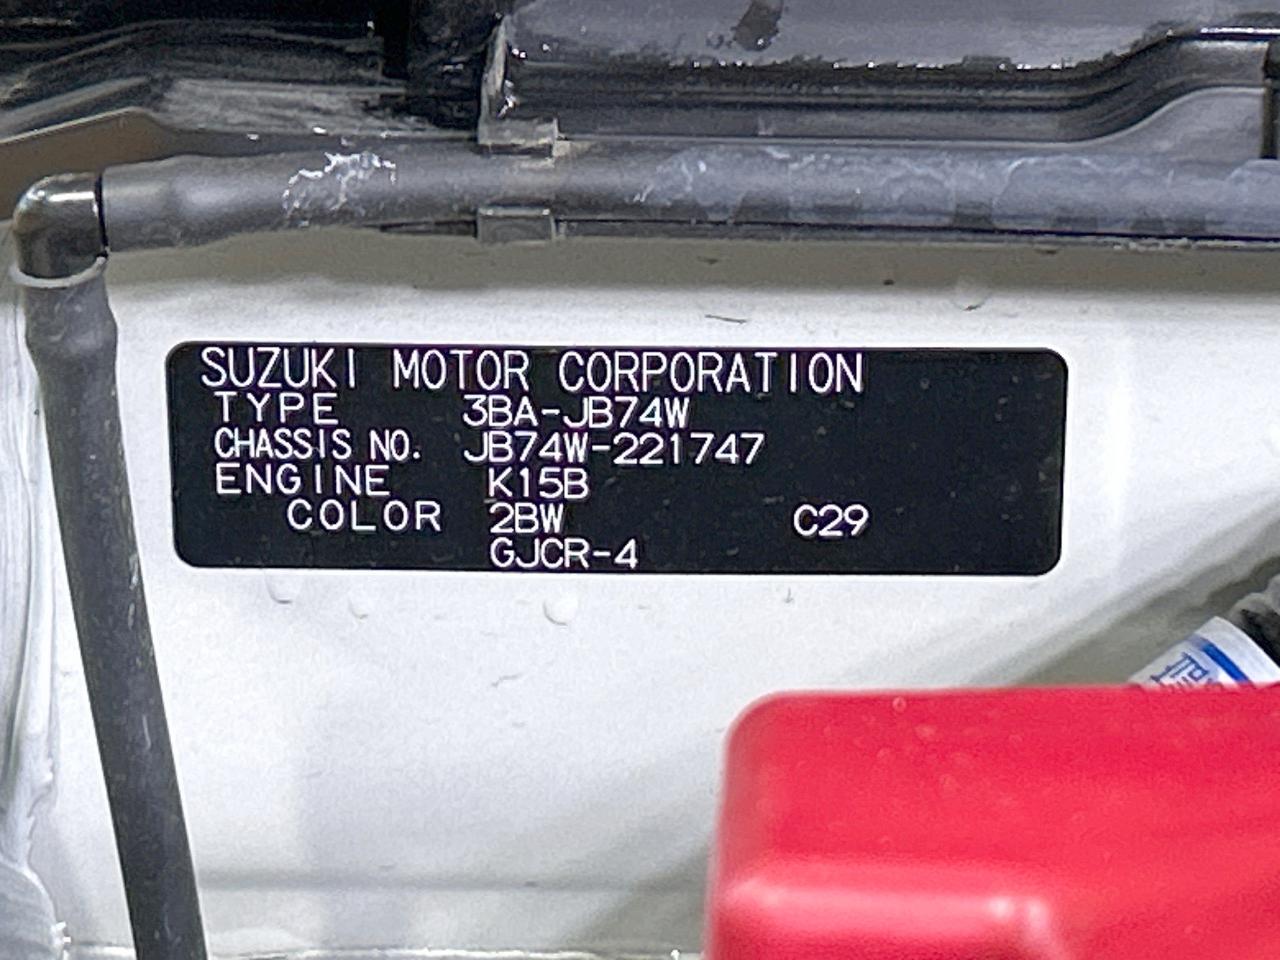 SUZUKI MOTOR CORPORATION
TYPE 3BA-JB74W
CHASSIS NO. JB74W-221747
ENGINE K15B
COLOR 2BW C29
GJCR-4